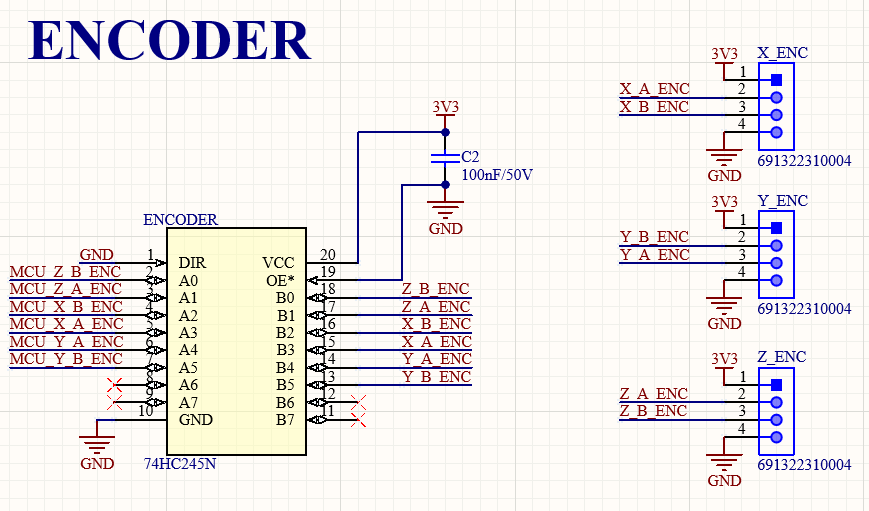 ENCODER
3V3
C2
100nF/50V
GND
ENCODER
GND 1 DIR VCC 20
MCU_Z_B_ENC 2 A0 OE* 19
MCU_Z_A_ENC 3 A1 B0 18 Z_B_ENC
MCU_X_B_ENC 4 A2 B1 17 Z_A_ENC
MCU_X_A_ENC 5 A3 B2 16 X_B_ENC
MCU_Y_A_ENC 6 A4 B3 15 X_A_ENC
MCU_Y_B_ENC 7 A5 B4 14 Y_A_ENC
8 A6 B5 13 Y_B_ENC
9 A7 B6 12
10 GND B7 11
GND
74HC245N
X_ENC
3V3
1
X_A_ENC 2
X_B_ENC 3
4
GND
691322310004
Y_ENC
3V3
1
Y_B_ENC 2
Y_A_ENC 3
4
GND
691322310004
Z_ENC
3V3
1
Z_A_ENC 2
Z_B_ENC 3
4
GND
691322310004